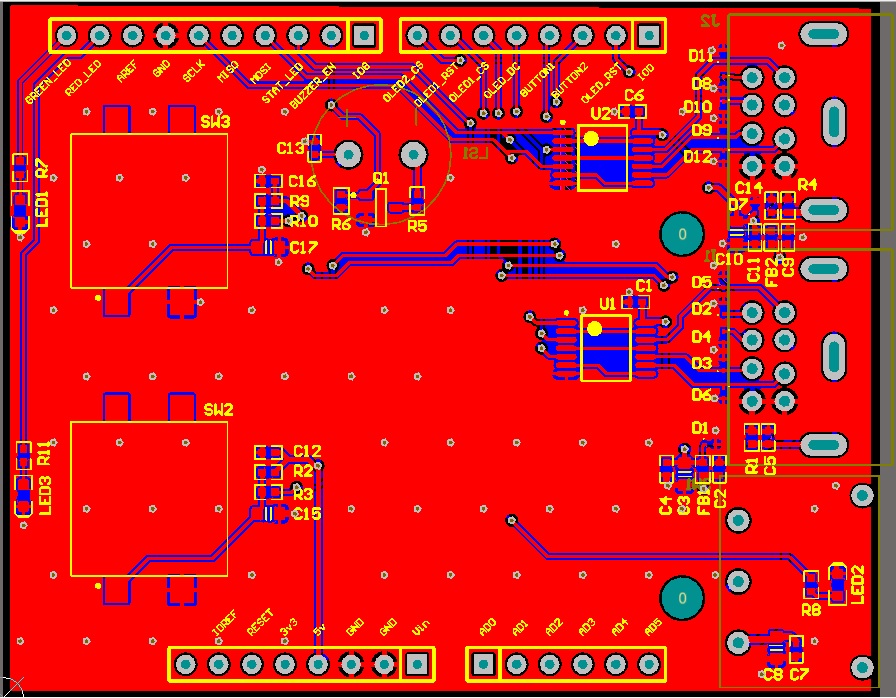 J2
GREEN_LED
RED_LED
AREF
GND
SCLK
MISO
MOSI
STAT_LED
BUZZER_EN
IO8
OLED2_CS
OLED1_RST
OLED1_CS
OLED_DC
BUTTON1
BUTTON2
OLED_RST
D11
D8
D10
D9
D12
C6
U2
SW3
C13
LS1
Q1
R7
LED1
C16
R9
R10
C17
R6
R5
C14
R4
D7
C10
C11
FB2
C9
0
D5
D2
D4
D3
D6
C1
U1
SW2
D1
R11
LED3
C12
R2
R3
C15
C4
C3
FB1
C2
R1
C5
0
LED2
R8
IOREF
RESET
3v3
5v
GND
GND
Vin
AD0
AD1
AD2
AD3
AD4
AD5
C8
C7